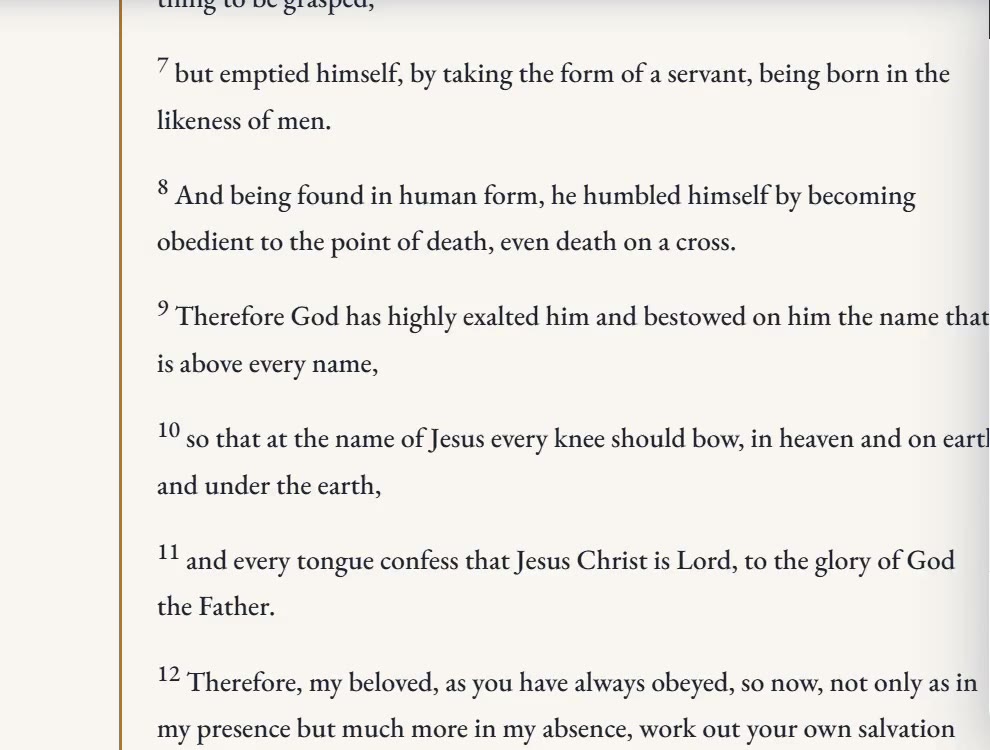 thing to be grasped,
7 but emptied himself, by taking the form of a servant, being born in the
likeness of men.
8 And being found in human form, he humbled himself by becoming
obedient to the point of death, even death on a cross.
9 Therefore God has highly exalted him and bestowed on him the name that
is above every name,
10 so that at the name of Jesus every knee should bow, in heaven and on earth
and under the earth,
11 and every tongue confess that Jesus Christ is Lord, to the glory of God
the Father.
12 Therefore, my beloved, as you have always obeyed, so now, not only as in
my presence but much more in my absence, work out your own salvation